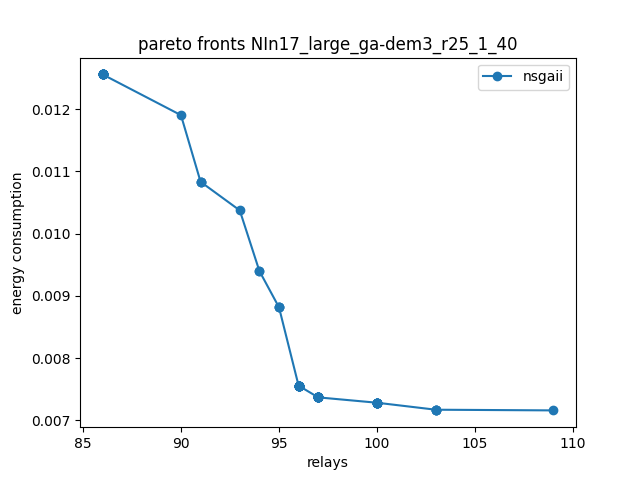 pareto fronts NIn17_large_ga-dem3_r25_1_40
nsgaii
energy consumption
0.012
0.011
0.010
0.009
0.008
0.007
85 90 95 100 105 110
relays